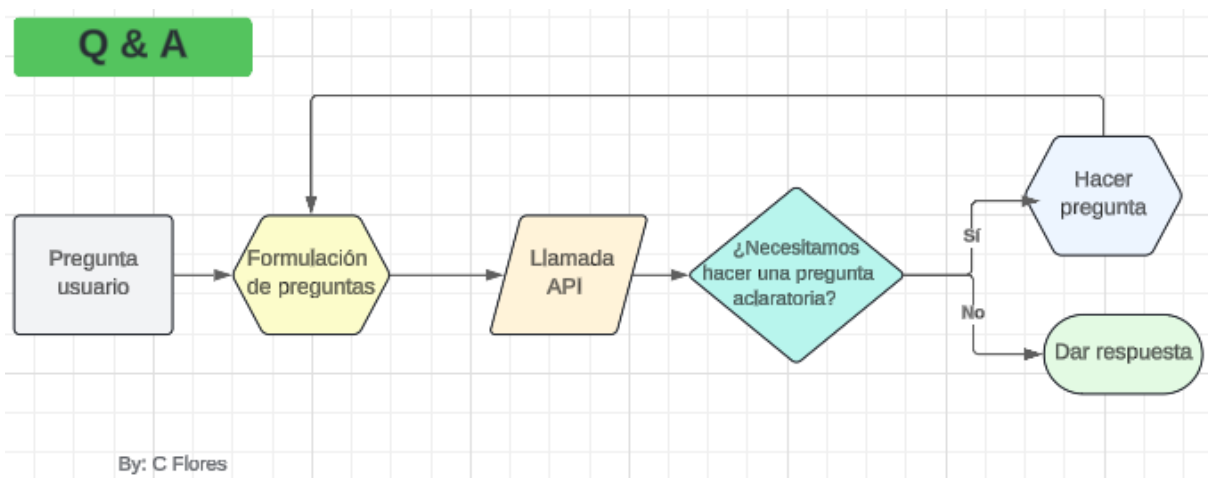 Q & A
Pregunta
usuario
Formulación
de preguntas
Llamada
API
¿Necesitamos
hacer una pregunta
aclaratoria?
Sí
No
Hacer
pregunta
Dar respuesta
By: C Flores